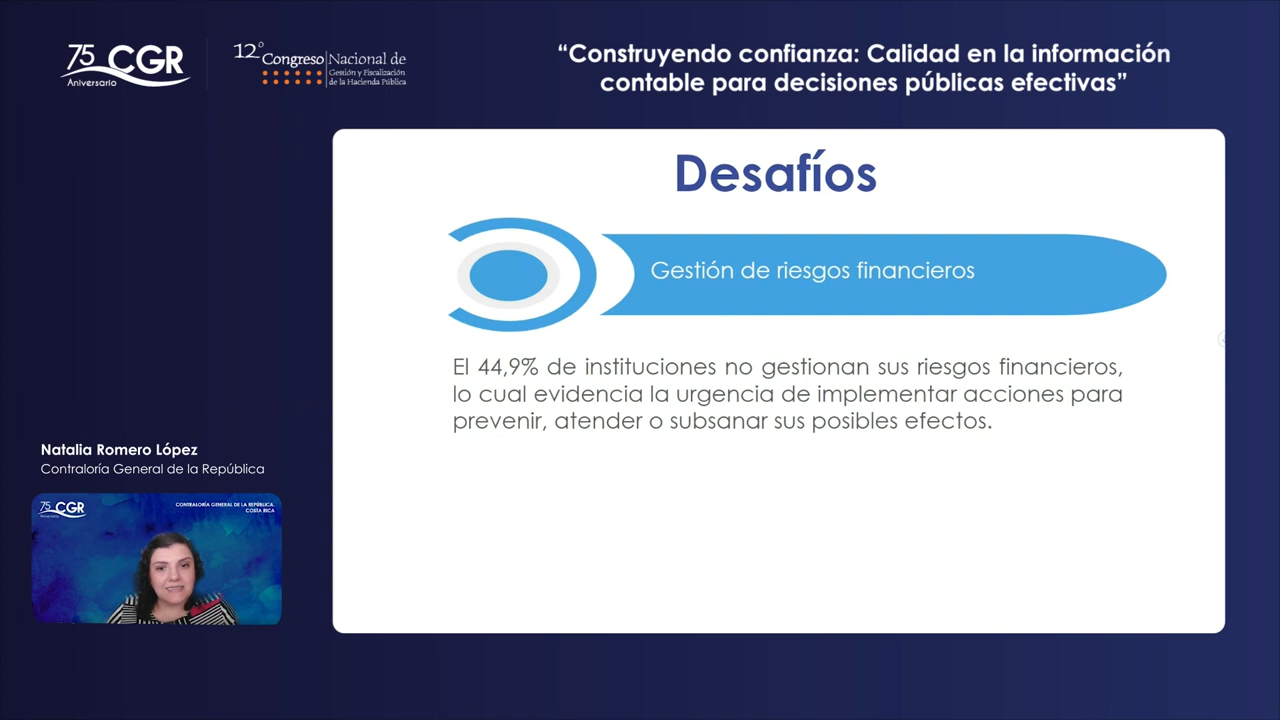 75 CGR
Aniversario
12° Congreso Nacional de
Gestión y Fiscalización
de la Hacienda Pública
“Construyendo confianza: Calidad en la información
contable para decisiones públicas efectivas”
Desafíos
Gestión de riesgos financieros
El 44,9% de instituciones no gestionan sus riesgos financieros,
lo cual evidencia la urgencia de implementar acciones para
prevenir, atender o subsanar sus posibles efectos.
Natalia Romero López
Contraloría General de la República
75 CGR
Aniversario
CONTRALORÍA GENERAL DE LA REPÚBLICA,
COSTA RICA